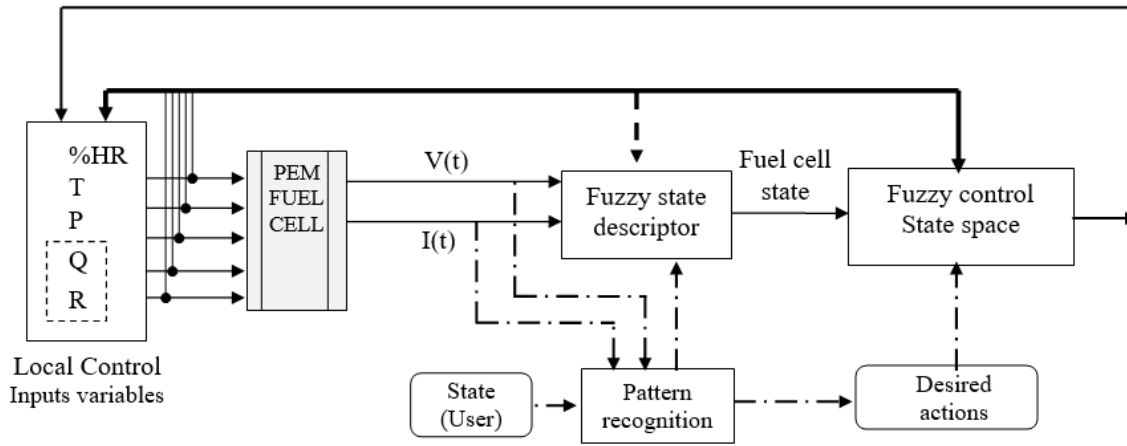 %HR
T
P
Q
R
Local Control
Inputs variables
PEM
FUEL
CELL
V(t)
I(t)
Fuzzy state
descriptor
Fuel cell
state
Fuzzy control
State space
State
(User)
Pattern
recognition
Desired
actions